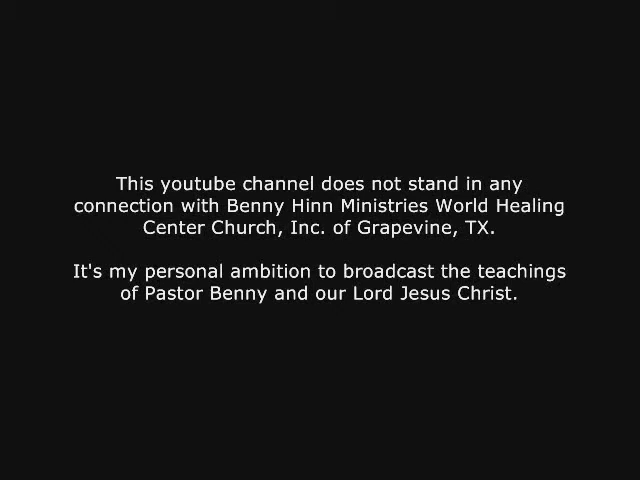 This youtube channel does not stand in any
connection with Benny Hinn Ministries World Healing
Center Church, Inc. of Grapevine, TX.
It's my personal ambition to broadcast the teachings
of Pastor Benny and our Lord Jesus Christ.